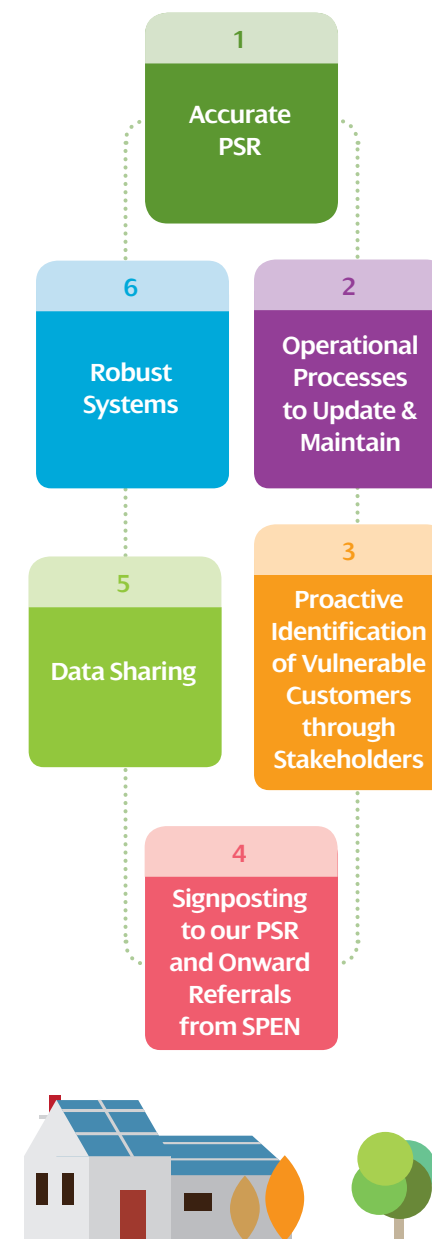 1
Accurate
PSR
2
Operational
Processes
to Update &
Maintain
3
Proactive
Identification
of Vulnerable
Customers
through
Stakeholders
4
Signposting
to our PSR
and Onward
Referrals
from SPEN
5
Data Sharing
6
Robust
Systems